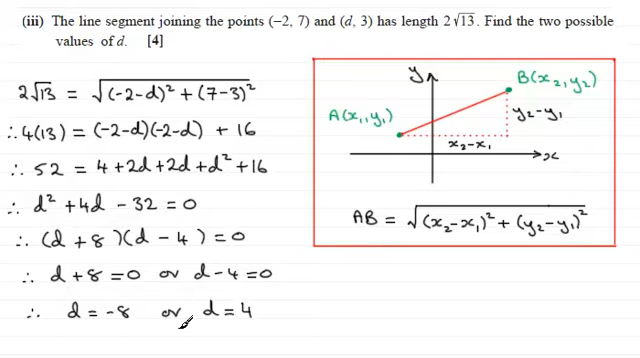 (iii) The line segment joining the points (−2, 7) and (d, 3) has length 2√13. Find the two possible
values of d. [4]
2√13 = √((-2-d)² + (7-3)²)
∴ 4(13) = (-2-d)(-2-d) + 16
∴ 52 = 4 + 2d + 2d + d² + 16
∴ d² + 4d - 32 = 0
∴ (d + 8)(d - 4) = 0
∴ d + 8 = 0 or d - 4 = 0
∴ d = -8 or d = 4
y
B(x₂, y₂)
A(x₁, y₁)
y₂ - y₁
x₂ - x₁
x
AB = √((x₂ - x₁)² + (y₂ - y₁)²)